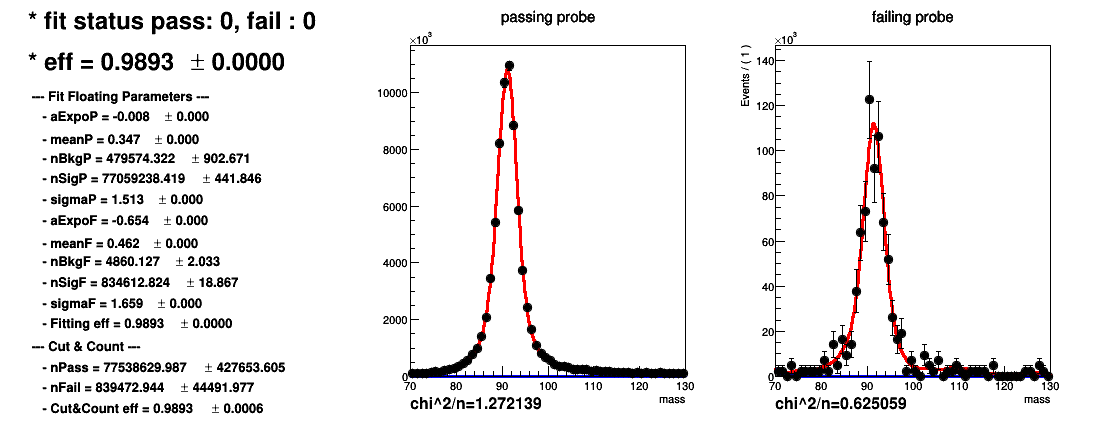 * fit status pass: 0, fail : 0
* eff = 0.9893 ± 0.0000
--- Fit Floating Parameters ---
- aExpoP = -0.008 ± 0.000
- meanP = 0.347 ± 0.000
- nBkgP = 479574.322 ± 902.671
- nSigP = 77059238.419 ± 441.846
- sigmaP = 1.513 ± 0.000
- aExpoF = -0.654 ± 0.000
- meanF = 0.462 ± 0.000
- nBkgF = 4860.127 ± 2.033
- nSigF = 834612.824 ± 18.867
- sigmaF = 1.659 ± 0.000
- Fitting eff = 0.9893 ± 0.0000
--- Cut & Count ---
- nPass = 77538629.987 ± 427653.605
- nFail = 839472.944 ± 44491.977
- Cut&Count eff = 0.9893 ± 0.0006
passing probe
×10³
10000
8000
6000
4000
2000
0
70 80 90 100 110 120 130
mass
chi^2/n=1.272139
failing probe
×10³
Events / ( 1 )
140
120
100
80
60
40
20
0
70 80 90 100 110 120 130
mass
chi^2/n=0.625059